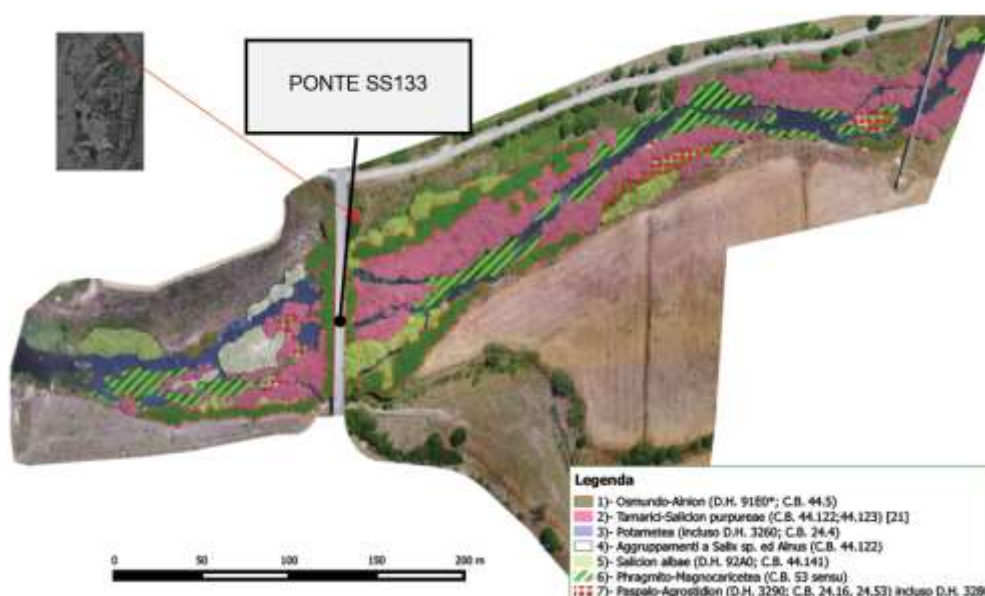 PONTE SS133
0 50 100 200 m
Legenda
1)- Osmundo-Alnion (D.H. 91E0*; C.B. 44.5)
2)- Tamarici-Salicion purpureae (C.B. 44.122;44.123) [21]
3)- Potametea (incluso D.H. 3260; C.B. 24.4)
4)- Aggruppamenti a Salix sp. ed Alnus (C.B. 44.122)
5)- Salicion albae (D.H. 92A0; C.B. 44.141)
6)- Phragmito-Magnocaricetea (C.B. 53 sensu)
7)- Paspalo-Agrostidion (D.H. 3290; C.B. 24.16, 24.53) incluso D.H. 3280